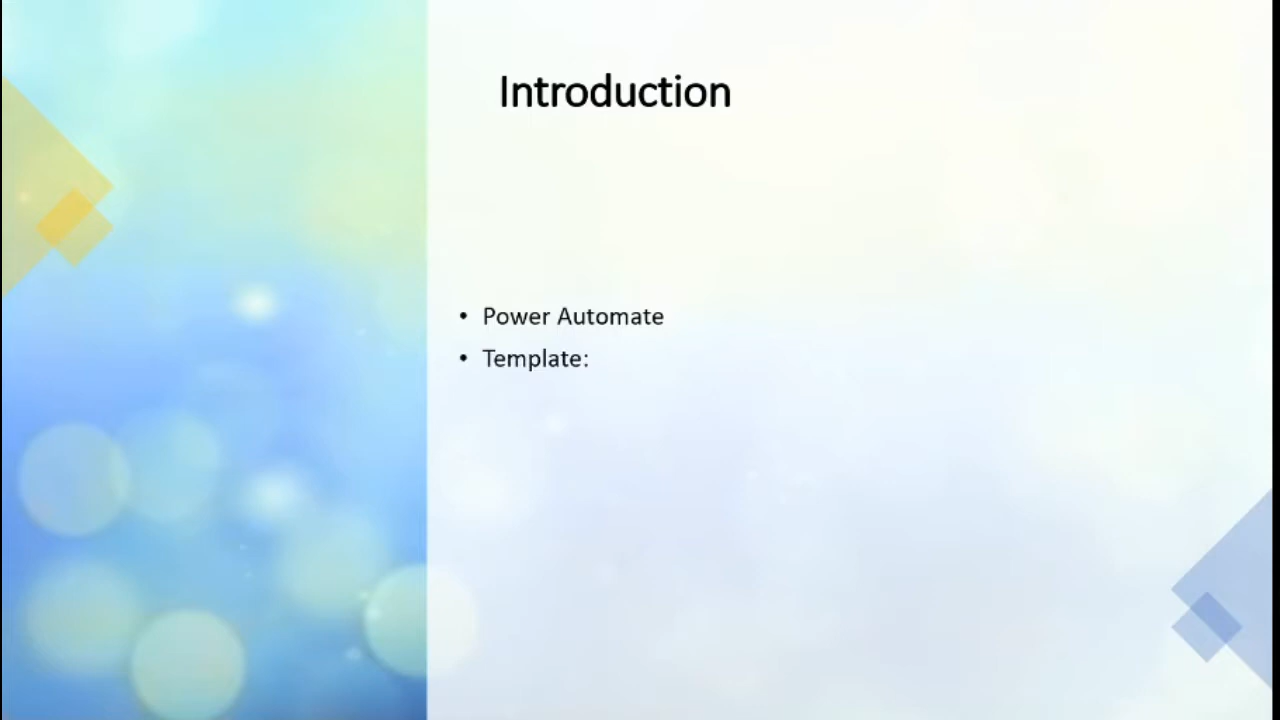 Introduction
• Power Automate
• Template: